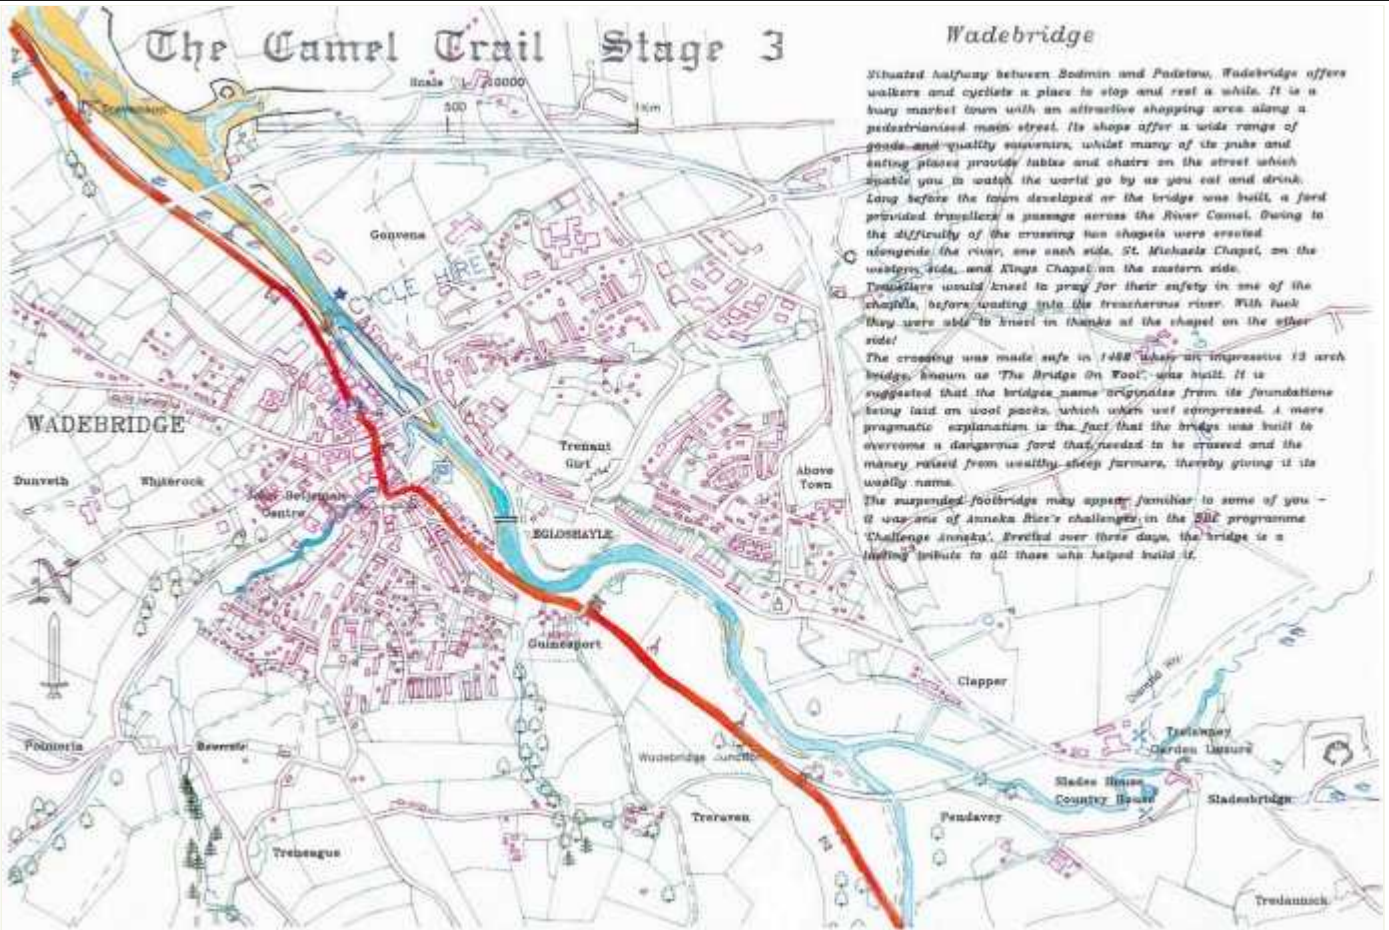 The Camel Trail Stage 3
Scale 1:10000
500
1km
Wadebridge
Situated halfway between Bodmin and Padstow, Wadebridge offers
walkers and cyclists a place to stop and rest a while. It is a
busy market town with an attractive shopping area along a
pedestrianised main street. Its shops offer a wide range of
goods and quality souvenirs, whilst many of its pubs and
eating places provide tables and chairs on the street which
enable you to watch the world go by as you eat and drink.
Long before the town developed or the bridge was built, a ford
provided travellers a passage across the River Camel. Owing to
the difficulty of the crossing two chapels were erected
alongside the river, one each side, St. Michaels Chapel, on the
western side, and Kings Chapel on the eastern side.
Travellers would kneel to pray for their safety in one of the
chapels, before wading into the treacherous river. With luck
they were able to kneel in thanks at the chapel on the other
side!
The crossing was made safe in 1468 when an impressive 13 arch
bridge, known as 'The Bridge On Wool', was built. It is
suggested that the bridges name originates from its foundations
being laid on wool packs, which when wet compressed. A more
pragmatic explanation is the fact that the bridge was built to
overcome a dangerous ford that needed to be crossed and the
money raised from wealthy sheep farmers, thereby giving it its
woolly name.
The suspended footbridge may appear familiar to some of you -
it was one of Anneka Rice's challenges in the BBC programme
'Challenge Anneka'. Erected over three days, the bridge is a
lasting tribute to all those who helped build it.
Gonvena
CYCLE HIRE
WADEBRIDGE
Dunveth
Whiterock
John Betjeman
Centre
Trenant
Girt
Above
Town
EGLOSHAYLE
Guineaport
Clapper
Polmorla
Treneague
Wadebridge Junction
Treraven
Pendavey
Trelawney
Garden Leisure
Slades House
Country House
Sladesbridge
Tredannick